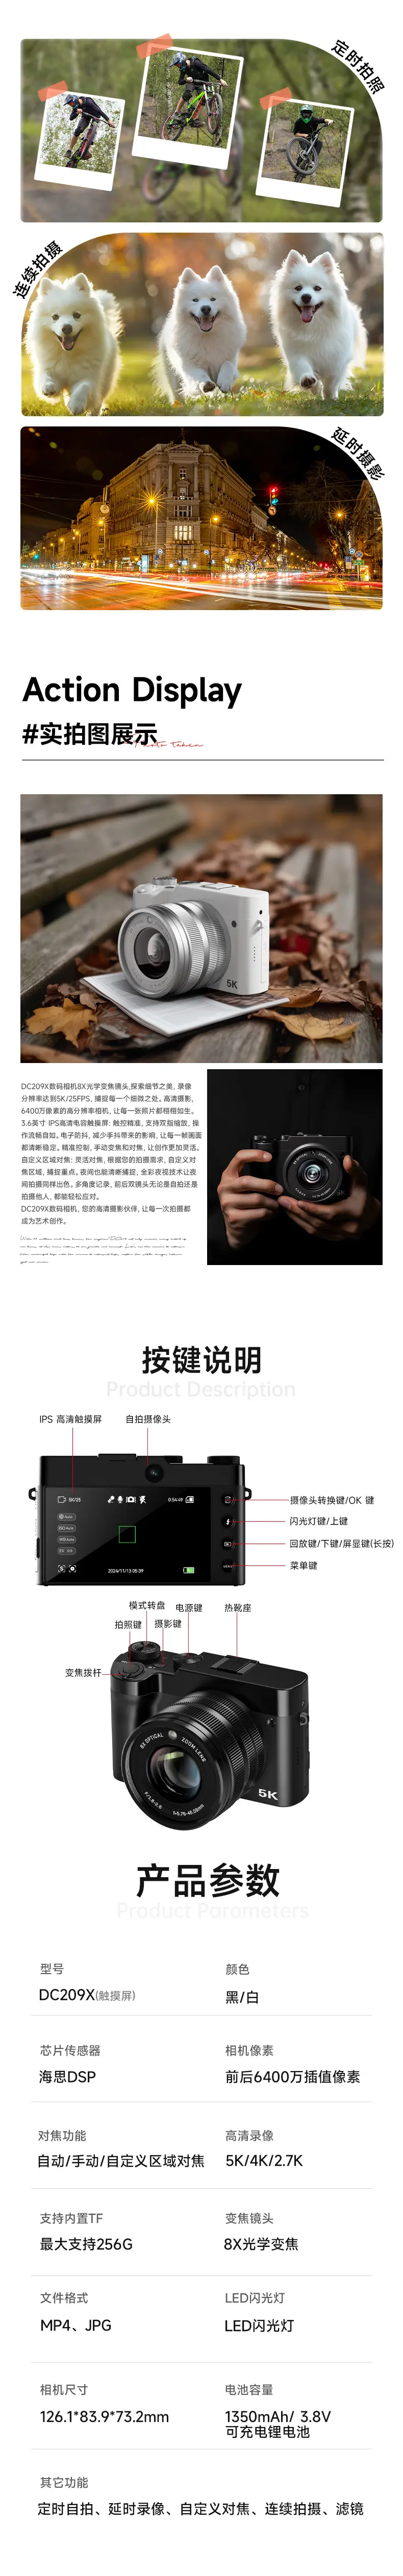 定时拍照
连续拍摄
延时摄影
Action Display
#实拍图展示
Photo taken
5K
DC209X数码相机8X光学变焦镜头,探索细节之美, 录像
分辨率达到5K/25FPS, 捕捉每一个细微之处。高清摄影,
6400万像素的高分辨率相机, 让每一张照片都栩栩如生。
3.6英寸 IPS高清电容触摸屏: 触控精准, 支持双指缩放, 操
作流畅自如。电子防抖, 减少手抖带来的影响, 让每一帧画面
都清晰稳定。精准控制, 手动变焦和对焦, 让创作更加灵活。
自定义区域对焦: 灵活对焦, 根据您的拍摄需求, 自定义对
焦区域, 捕捉重点。夜间也能清晰捕捉, 全彩夜视技术让夜
间拍摄同样出色。多角度记录, 前后双镜头无论是自拍还是
拍摄他人, 都能轻松应对。
DC209X数码相机, 您的高清摄影伙伴, 让每一次拍摄都
成为艺术创作。
5K
按键说明
Product Description
IPS 高清触摸屏
自拍摄像头
5K/25
0:54:49
Auto
ISO Auto
WB Auto
EV
2024/11/13 05:39
MENU
摄像头转换键/OK 键
闪光灯键/上键
回放键/下键/屏显键(长按)
菜单键
模式转盘
电源键
热靴座
拍照键
摄影键
变焦拨杆
8X OPTICAL
ZOOM LENS
5K
产品参数
Product Parameters
型号
颜色
DC209X(触摸屏)
黑/白
芯片传感器
相机像素
海思DSP
前后6400万插值像素
对焦功能
高清录像
自动/手动/自定义区域对焦
5K/4K/2.7K
支持内置TF
变焦镜头
最大支持256G
8X光学变焦
文件格式
LED闪光灯
MP4、JPG
LED闪光灯
相机尺寸
电池容量
126.1*83.9*73.2mm
1350mAh/ 3.8V
可充电锂电池
其它功能
定时自拍、延时录像、自定义对焦、连续拍摄、滤镜